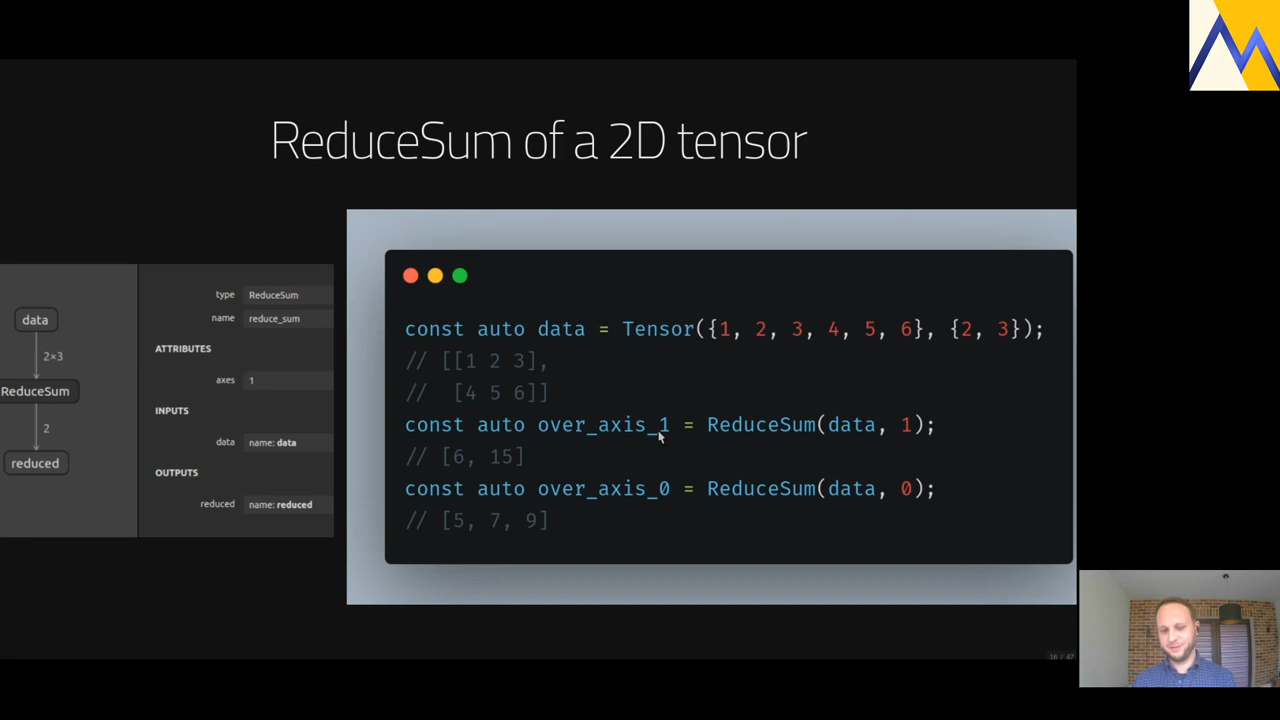 ReduceSum of a 2D tensor
data
2×3
ReduceSum
2
reduced
type ReduceSum
name reduce_sum
ATTRIBUTES
axes 1
INPUTS
data name: data
OUTPUTS
reduced name: reduced
const auto data = Tensor({1, 2, 3, 4, 5, 6}, {2, 3});
// [[1 2 3],
// [4 5 6]]
const auto over_axis_1 = ReduceSum(data, 1);
// [6, 15]
const auto over_axis_0 = ReduceSum(data, 0);
// [5, 7, 9]
16 / 47